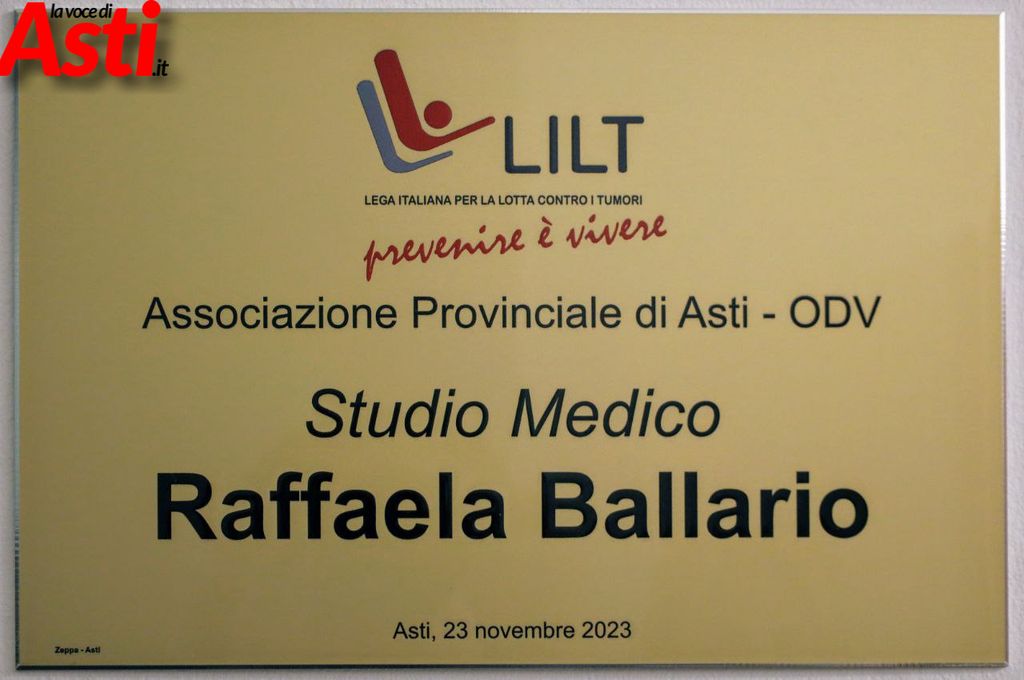 la voce di
Asti.it
LILT
LEGA ITALIANA PER LA LOTTA CONTRO I TUMORI
prevenire è vivere
Associazione Provinciale di Asti - ODV
Studio Medico
Raffaela Ballario
Asti, 23 novembre 2023
Zeppa - Asti